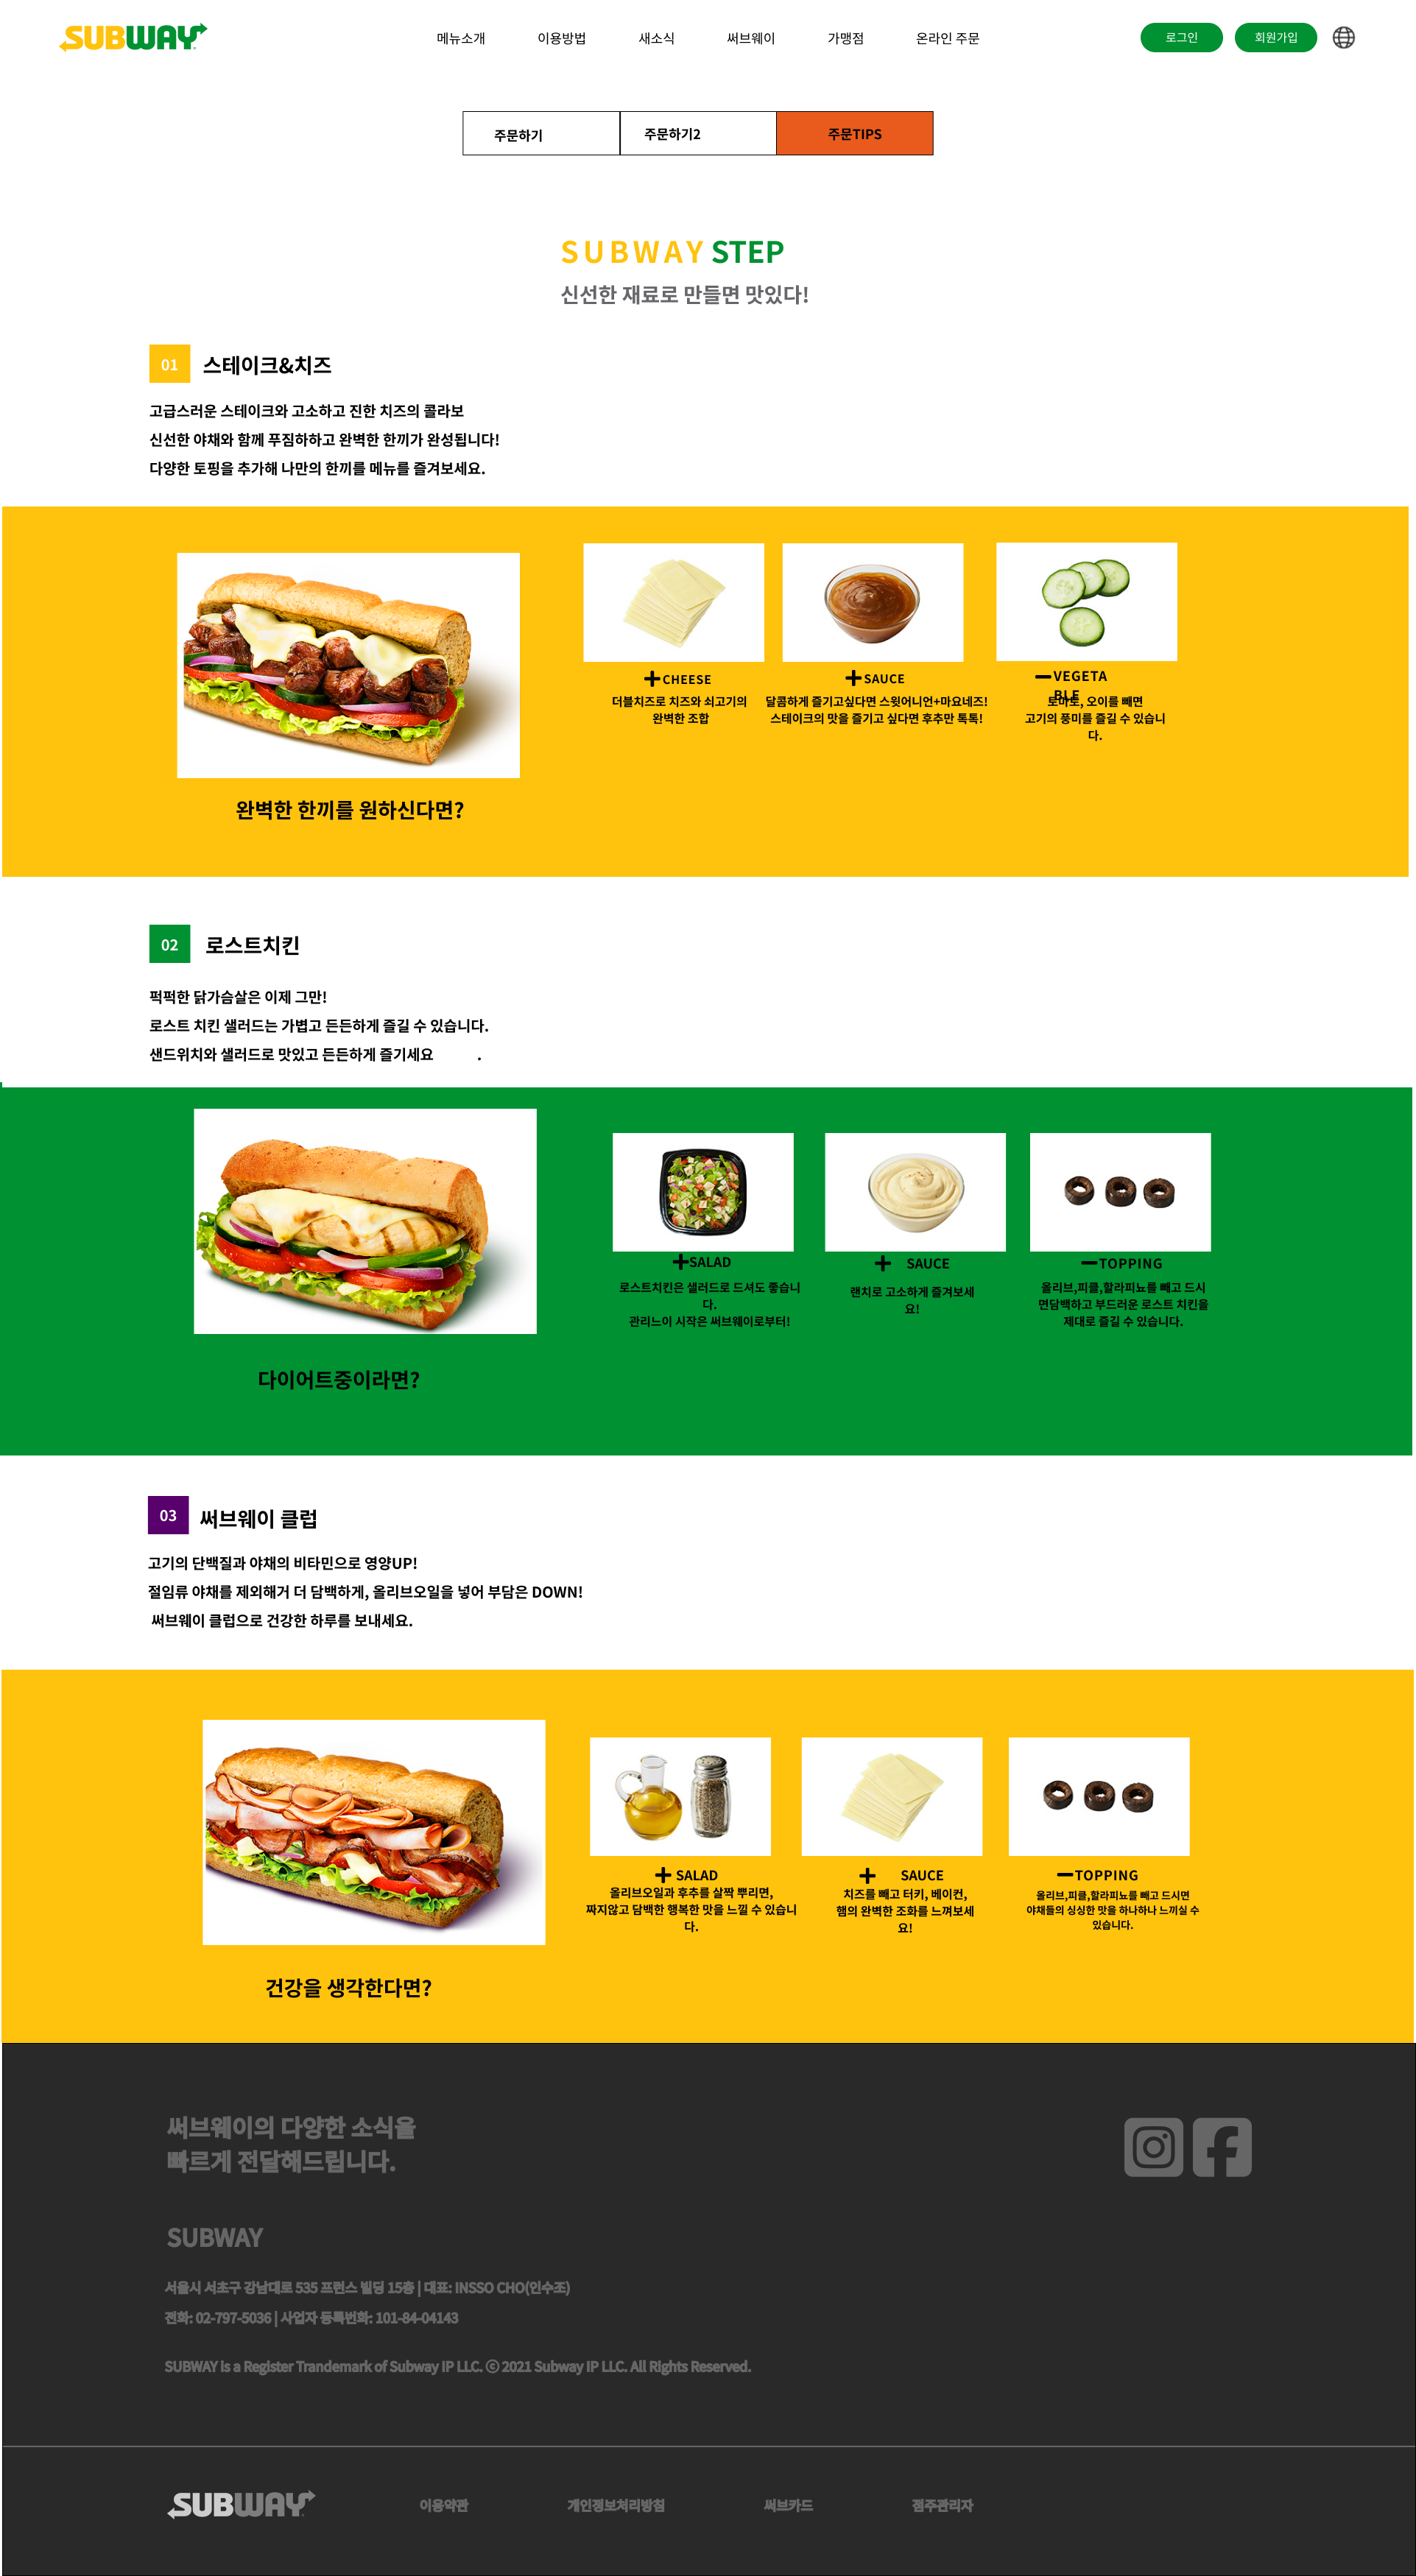 SUBWAY
메뉴소개 이용방법 새소식 써브웨이 가맹점 온라인 주문
로그인 회원가입
주문하기 주문하기2 주문TIPS
SUBWAY STEP
신선한 재료로 만들면 맛있다!
01 스테이크&치즈
고급스러운 스테이크와 고소하고 진한 치즈의 콜라보
신선한 야채와 함께 푸짐하하고 완벽한 한끼가 완성됩니다!
다양한 토핑을 추가해 나만의 한끼를 메뉴를 즐겨보세요.
CHEESE
더블치즈로 치즈와 쇠고기의
완벽한 조합
SAUCE
달콤하게 즐기고싶다면 스윗어니언+마요네즈!
스테이크의 맛을 즐기고 싶다면 후추만 톡톡!
VEGETA
BLE
토마토, 오이를 빼면
고기의 풍미를 즐길 수 있습니
다.
완벽한 한끼를 원하신다면?
02 로스트치킨
퍽퍽한 닭가슴살은 이제 그만!
로스트 치킨 샐러드는 가볍고 든든하게 즐길 수 있습니다.
샌드위치와 샐러드로 맛있고 든든하게 즐기세요 .
SALAD
로스트치킨은 샐러드로 드셔도 좋습니
다.
관리느이 시작은 써브웨이로부터!
SAUCE
랜치로 고소하게 즐겨보세
요!
TOPPING
올리브,피클,할라피뇨를 빼고 드시
면담백하고 부드러운 로스트 치킨을
제대로 즐길 수 있습니다.
다이어트중이라면?
03 써브웨이 클럽
고기의 단백질과 야채의 비타민으로 영양UP!
절임류 야채를 제외해거 더 담백하게, 올리브오일을 넣어 부담은 DOWN!
써브웨이 클럽으로 건강한 하루를 보내세요.
SALAD
올리브오일과 후추를 살짝 뿌리면,
짜지않고 담백한 행복한 맛을 느낄 수 있습니
다.
SAUCE
치즈를 빼고 터키, 베이컨,
햄의 완벽한 조화를 느껴보세
요!
TOPPING
올리브,피클,할라피뇨를 빼고 드시면
야채들의 싱싱한 맛을 하나하나 느끼실 수
있습니다.
건강을 생각한다면?
써브웨이의 다양한 소식을
빠르게 전달해드립니다.
SUBWAY
서울시 서초구 강남대로 535 프런스 빌딩 15층 | 대표: INSSO CHO(인수조)
전화: 02-797-5036 | 사업자 등록번화: 101-84-04143
SUBWAY is a Register Trandemark of Subway IP LLC. ⓒ 2021 Subway IP LLC. All Rights Reserved.
SUBWAY 이용약관 개인정보처리방침 써브카드 점주관리자